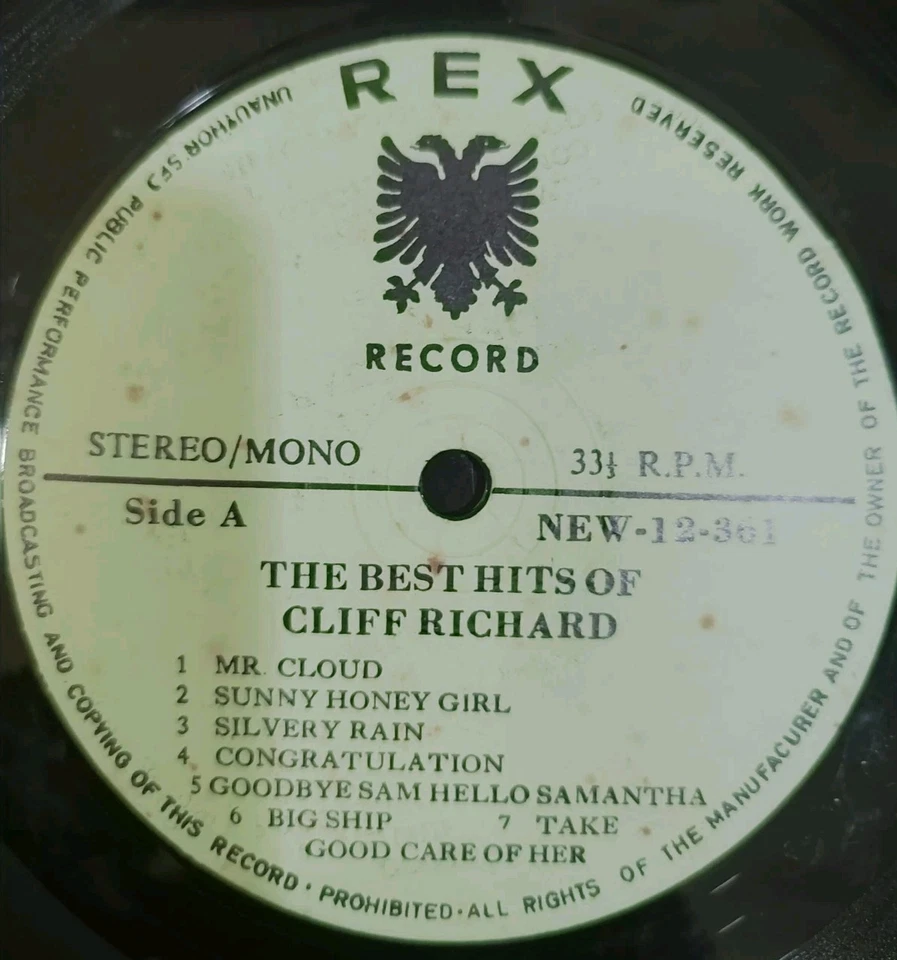 REX
RECORD
STEREO/MONO
33⅓ R.P.M.
Side A
NEW-12-361
THE BEST HITS OF
CLIFF RICHARD
1 MR. CLOUD
2 SUNNY HONEY GIRL
3 SILVERY RAIN
4. CONGRATULATION
5 GOODBYE SAM HELLO SAMANTHA
6 BIG SHIP 7 TAKE
GOOD CARE OF HER
PUBLIC PERFORMANCE BROADCASTING AND COPYING OF THIS RECORD · PROHIBITED · ALL RIGHTS OF THE MANUFACURER AND OF THE OWNER OF THE RECORD WORK RESERVED